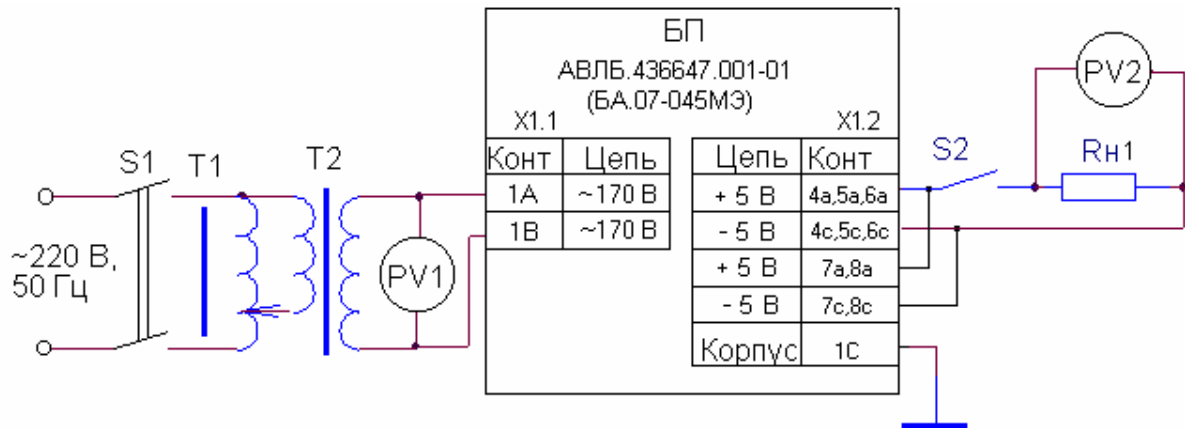 БП
АВЛБ.436647.001-01
(БА.07-045МЭ)
X1.1
X1.2
Конт Цепь
1А ~170 В
1В ~170 В
Цепь Конт
+ 5 В 4а,5а,6а
- 5 В 4с,5с,6с
+ 5 В 7а,8а
- 5 В 7с,8с
Корпус 1С
S1
T1
T2
~220 В,
50 Гц
PV1
S2
PV2
Rн1